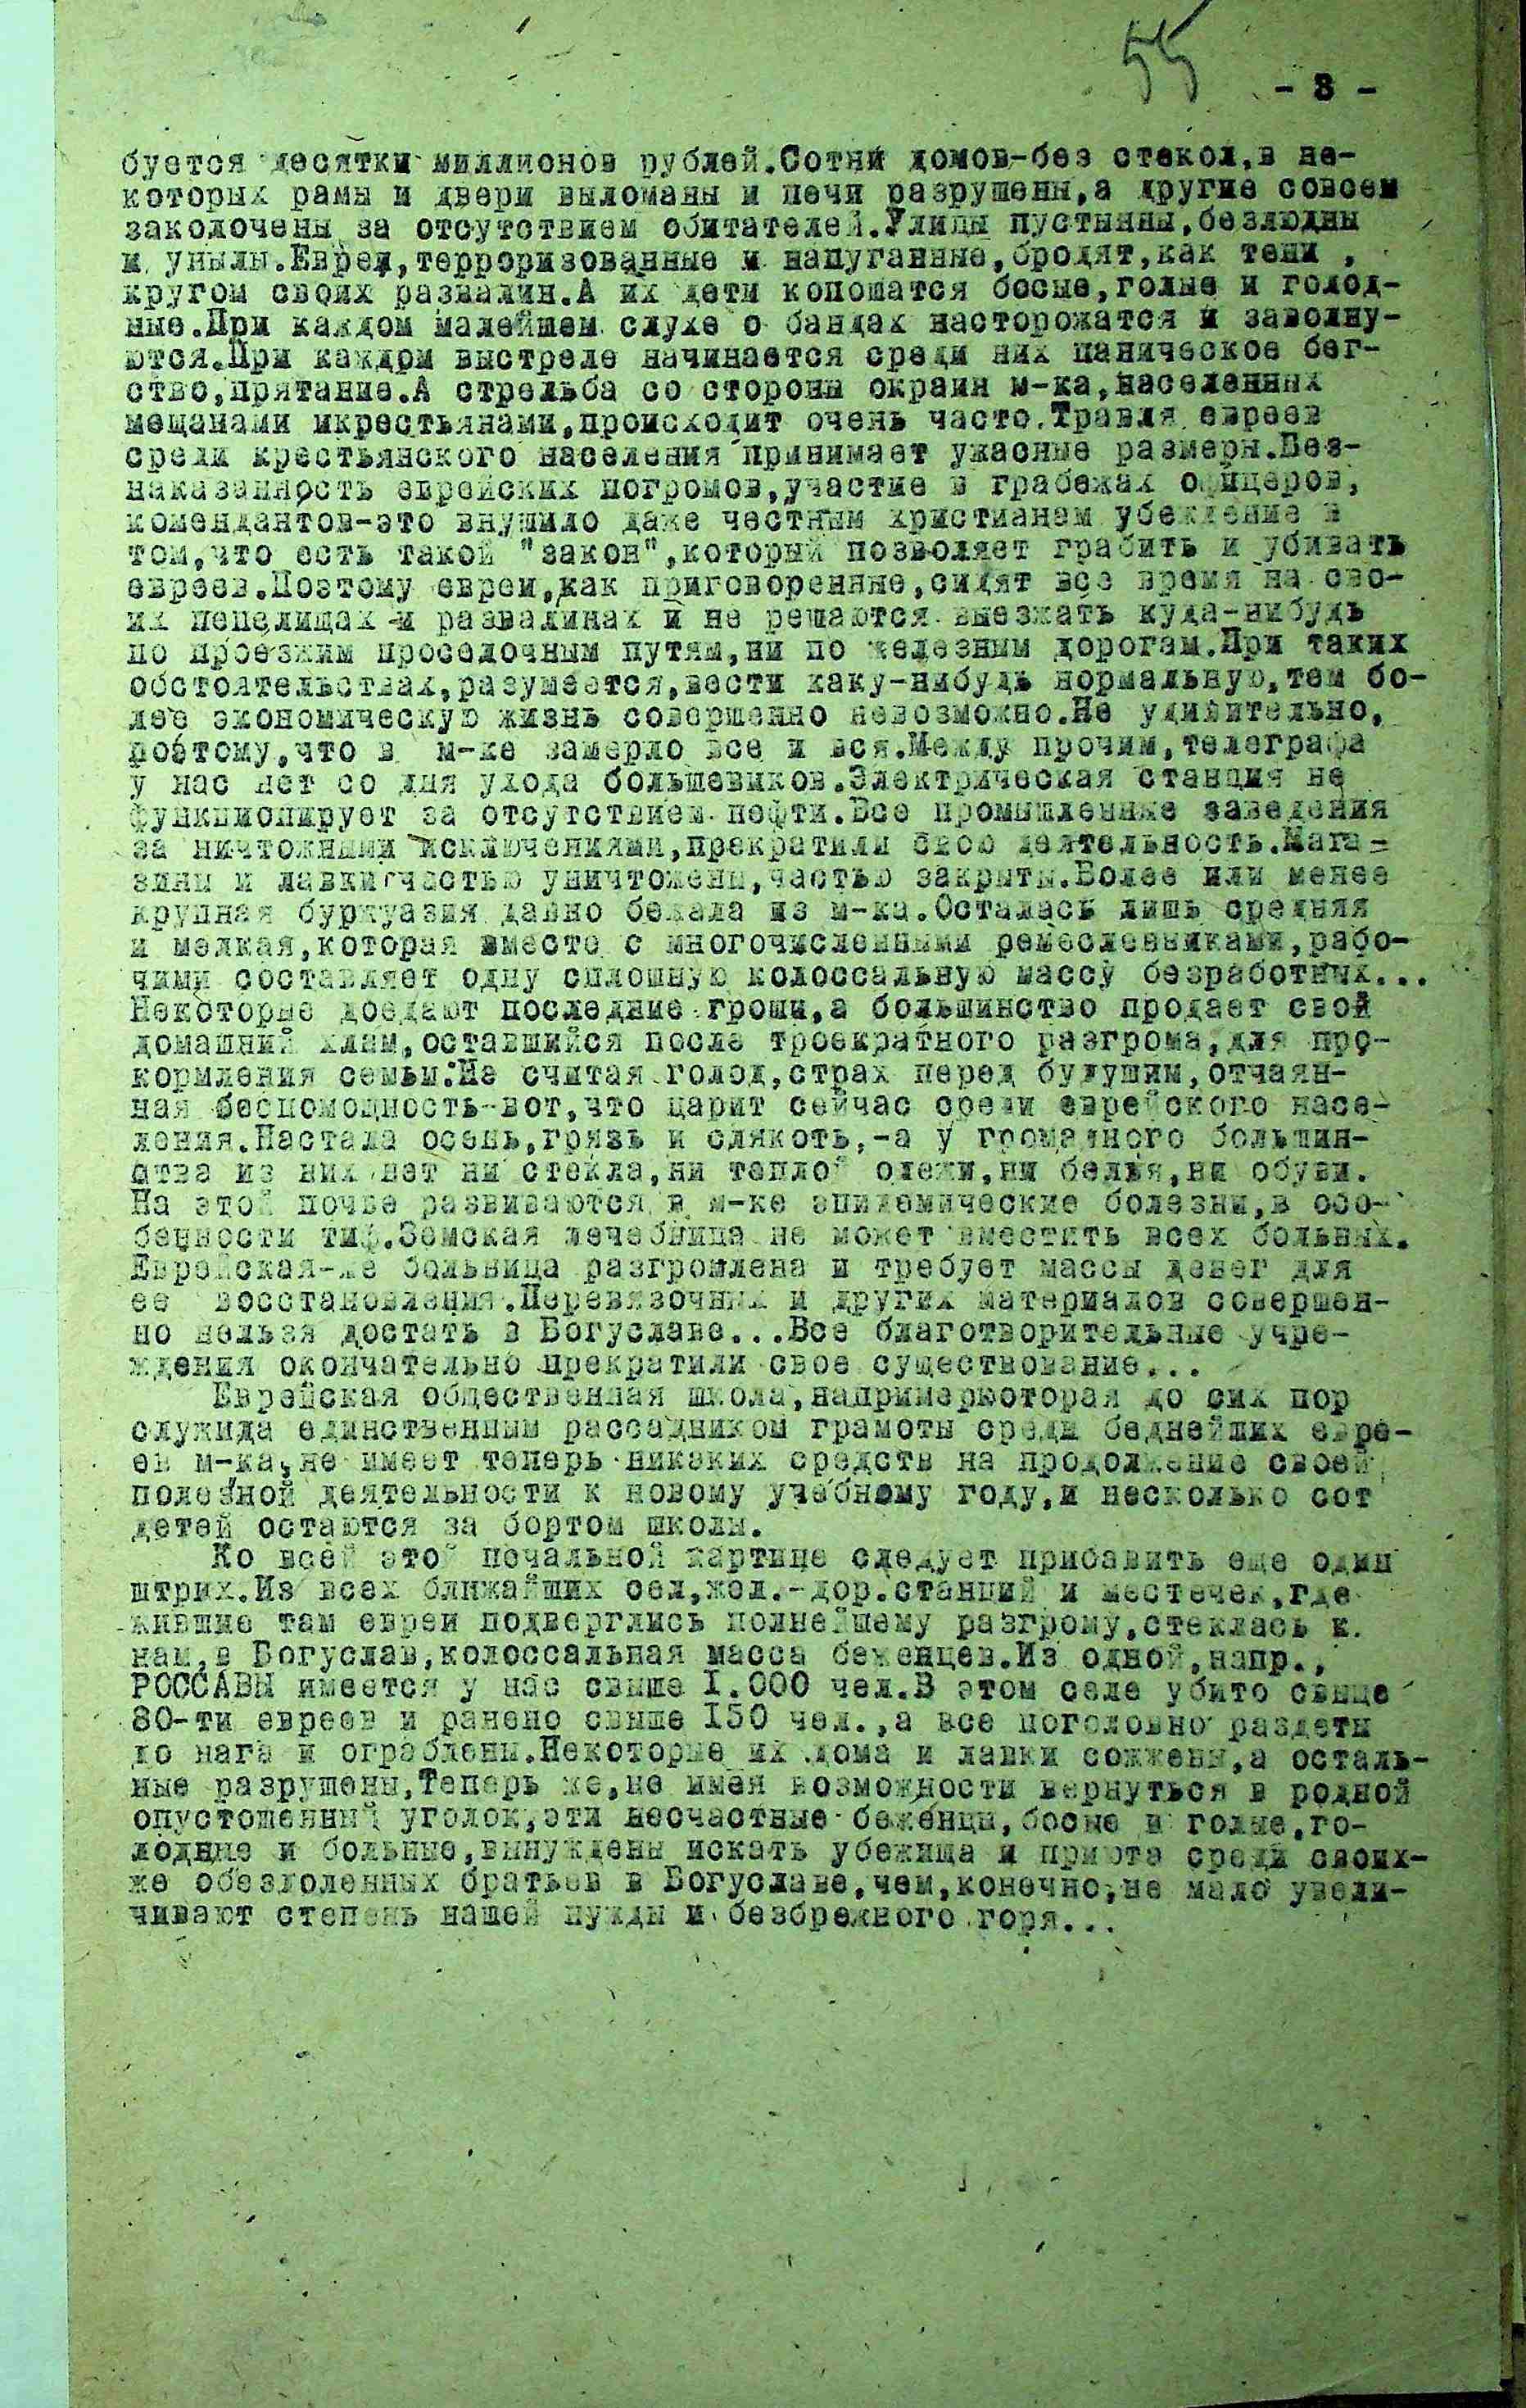 55
- 3 -
буется десятки миллионов рублей.Сотни домов-без стекол,в не-
которых рамы и двери выломаны и печи разрушены,а другие совсем
заколочены за отсутствием обитателей.Улицы пустынны,безлюдны
и унылы.Евреи,терроризованные и напуганные,бродят,как тени ,
кругом своих развалин.А их дети копошатся босые,голые и голод-
ные.При каждом малейшем слухе о бандах насторожатся и заволну-
ются.При каждом выстреле начинается среди них паническое бег-
ство,прятание.А стрельба со стороны окраин м-ка,населенных
мещанами икрестьянами,происходит очень часто.Травля евреев
среди крестьянского населения принимает ужасные размеры.Без-
наказанность еврейских погромов,участие в грабежах офицеров,
комендантов-это внушило даже честным христианам убеждение в
том,что есть такой "закон",который позволяет грабить и убивать
евреев.Поэтому евреи,как приговоренные,сидят все время на сво-
их пепелищах и развалинах и не решаются выезжать куда-нибудь
по проезжим проселочным путям,ни по железным дорогам.При таких
обстоятельствах,разумеется,вести каку-нибудь нормальную,тем бо-
лее экономическую жизнь совершенно невозможно.Не удивительно,
поэтому,что в м-ке замерло все и вся.Между прочим,телеграфа
у нас нет со дня ухода большевиков.Электрическая станция не
функционирует за отсутствием нефти.Все промышленные заведения
за ничтожными исключениями,прекратили свою деятельность.Мага-
зины и лавки частью уничтожены,частью закрыты.Более или менее
крупная буржуазия давно бежала из м-ка.Осталась лишь средняя
и мелкая,которая вместе с многочисленными ремесленниками,рабо-
чими составляет одну сплошную колоссальную массу безработных...
Некоторые доедают последние гроши,а большинство продает свой
домашний хлам,оставшийся после троекратного разгрома,для про-
кормления семьи.Не считая голод,страх перед будущим,отчаян-
ная беспомощность-вот,что царит сейчас среди еврейского насе-
ления.Настала осень,грязь и слякоть,-а у громадного большин-
ства из них нет ни стекла,ни теплой одежи,ни белья,ни обуви.
На этой почве развиваются в м-ке эпидемические болезни,в осо-
бенности тиф.Земская лечебница не может вместить всех больных.
Еврейская-же больница разгромлена и требует массы денег для
ее восстановления.Перевязочных и других материалов совершен-
но нельзя достать в Богуславе...Все благотворительные учре-
ждения окончательно прекратили свое существование...
Еврейская общественная школа,напримеркоторая до сих пор
служила единственным рассадником грамоты среди беднейших евре-
ев м-ка,не имеет теперь никаких средств на продолжение своей
полезной деятельности к новому учебному году,и несколько сот
детей остаются за бортом школы.
Ко всей этой печальной картине следует прибавить еще один
штрих.Из всех ближайших сел,жел.-дор.станций и местечек,где
жившие там евреи подверглись полнейшему разгрому,стеклась к
нам,в Богуслав,колоссальная масса беженцев.Из одной,напр.,
РОССАВЫ имеется у нас свыше I.000 чел.В этом селе убито свыше
80-ти евреев и ранено свыше I50 чел.,а все поголовно раздеты
до нага и ограблены.Некоторые их дома и лавки сожжены,а осталь-
ные разрушены,Теперь же,не имея возможности вернуться в родной
опустошенный уголок,эти несчастные беженцы,босые и голые,го-
лодные и больные,вынуждены искать убежища и приюта среди своих-
же обездоленных братьев в Богуславе,чем,конечно,не мало увели-
чивают степень нашей нужды и безбрежного горя...